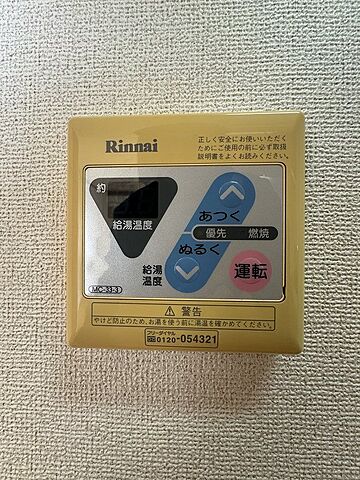 Rinnai
正しく安全にお使いいただく
ためにご使用の前に必ず取扱
説明書をよくお読みください。
約
給湯温度
あつく
優先 燃焼
ぬるく
給湯
温度
運転
MC-33
警告
やけど防止のため、お湯を使う前に湯温を確かめてください。
フリーダイヤル
0120-054321